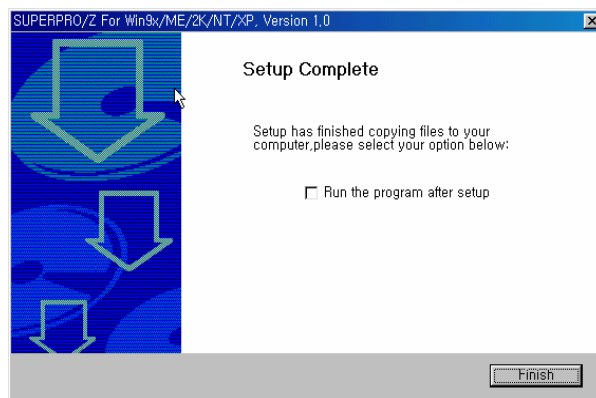 SUPERPRO/Z For Win9x/ME/2K/NT/XP, Version 1,0
Setup Complete
Setup has finished copying files to your
computer,please select your option below:
Run the program after setup
Finish